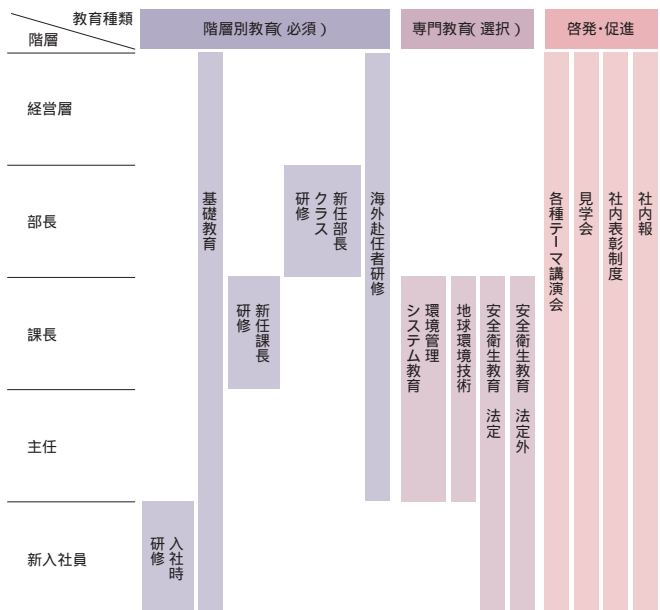 教育種類
階層
階層別教育(必須)
専門教育(選択)
啓発・促進
経営層
部長
課長
主任
新入社員
入社時
研修
基礎教育
新任課長
研修
新任部長
クラス
研修
海外赴任者研修
環境管理
システム教育
地球環境技術
安全衛生教育 法定
安全衛生教育 法定外
各種テーマ講演会
見学会
社内表彰制度
社内報